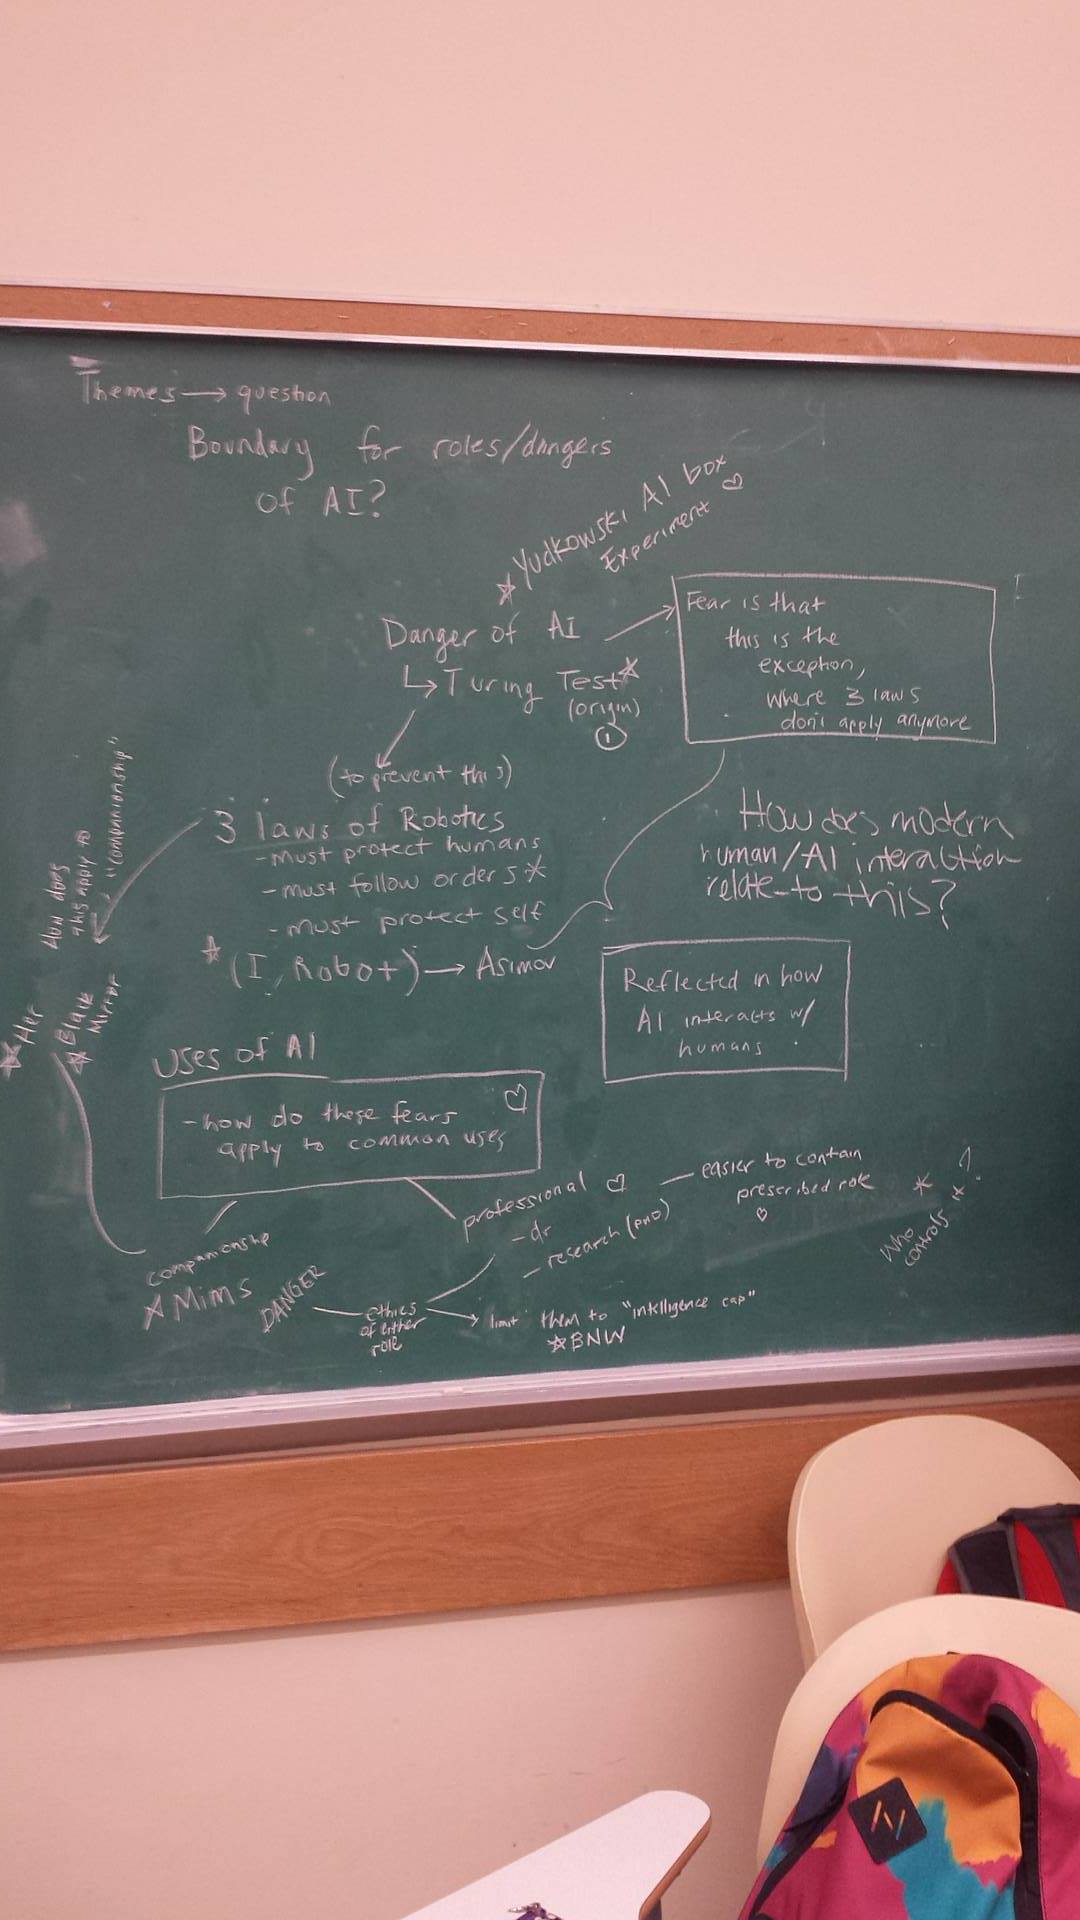 Themes → question
Boundary for roles/dangers
of AI?
☆ Yudkowski AI box
Experiment ♡
Danger of AI
↳ Turing Test*
(origin)
①
Fear is that
this is the
exception,
where 3 laws
don't apply anymore
(to prevent this)
3 laws of Robotics
- Must protect humans
- must follow orders *
- must protect self
☆ (I, Robot) → Asimov
How does modern
human/AI interaction
relate to this?
Reflected in how
AI interacts w/
humans
How does
this apply to
"companionship"
☆ Her
☆ Black
Mirror
Uses of AI
- how do these fears ♡
apply to common uses
companionship
☆ Mims
DANGER
professional ♡
- dr
- research
easier to contain
prescribed role
♡
ethics
of either
role
→ limit them to "intelligence cap"
☆ BNW
Who
controls
* * ?